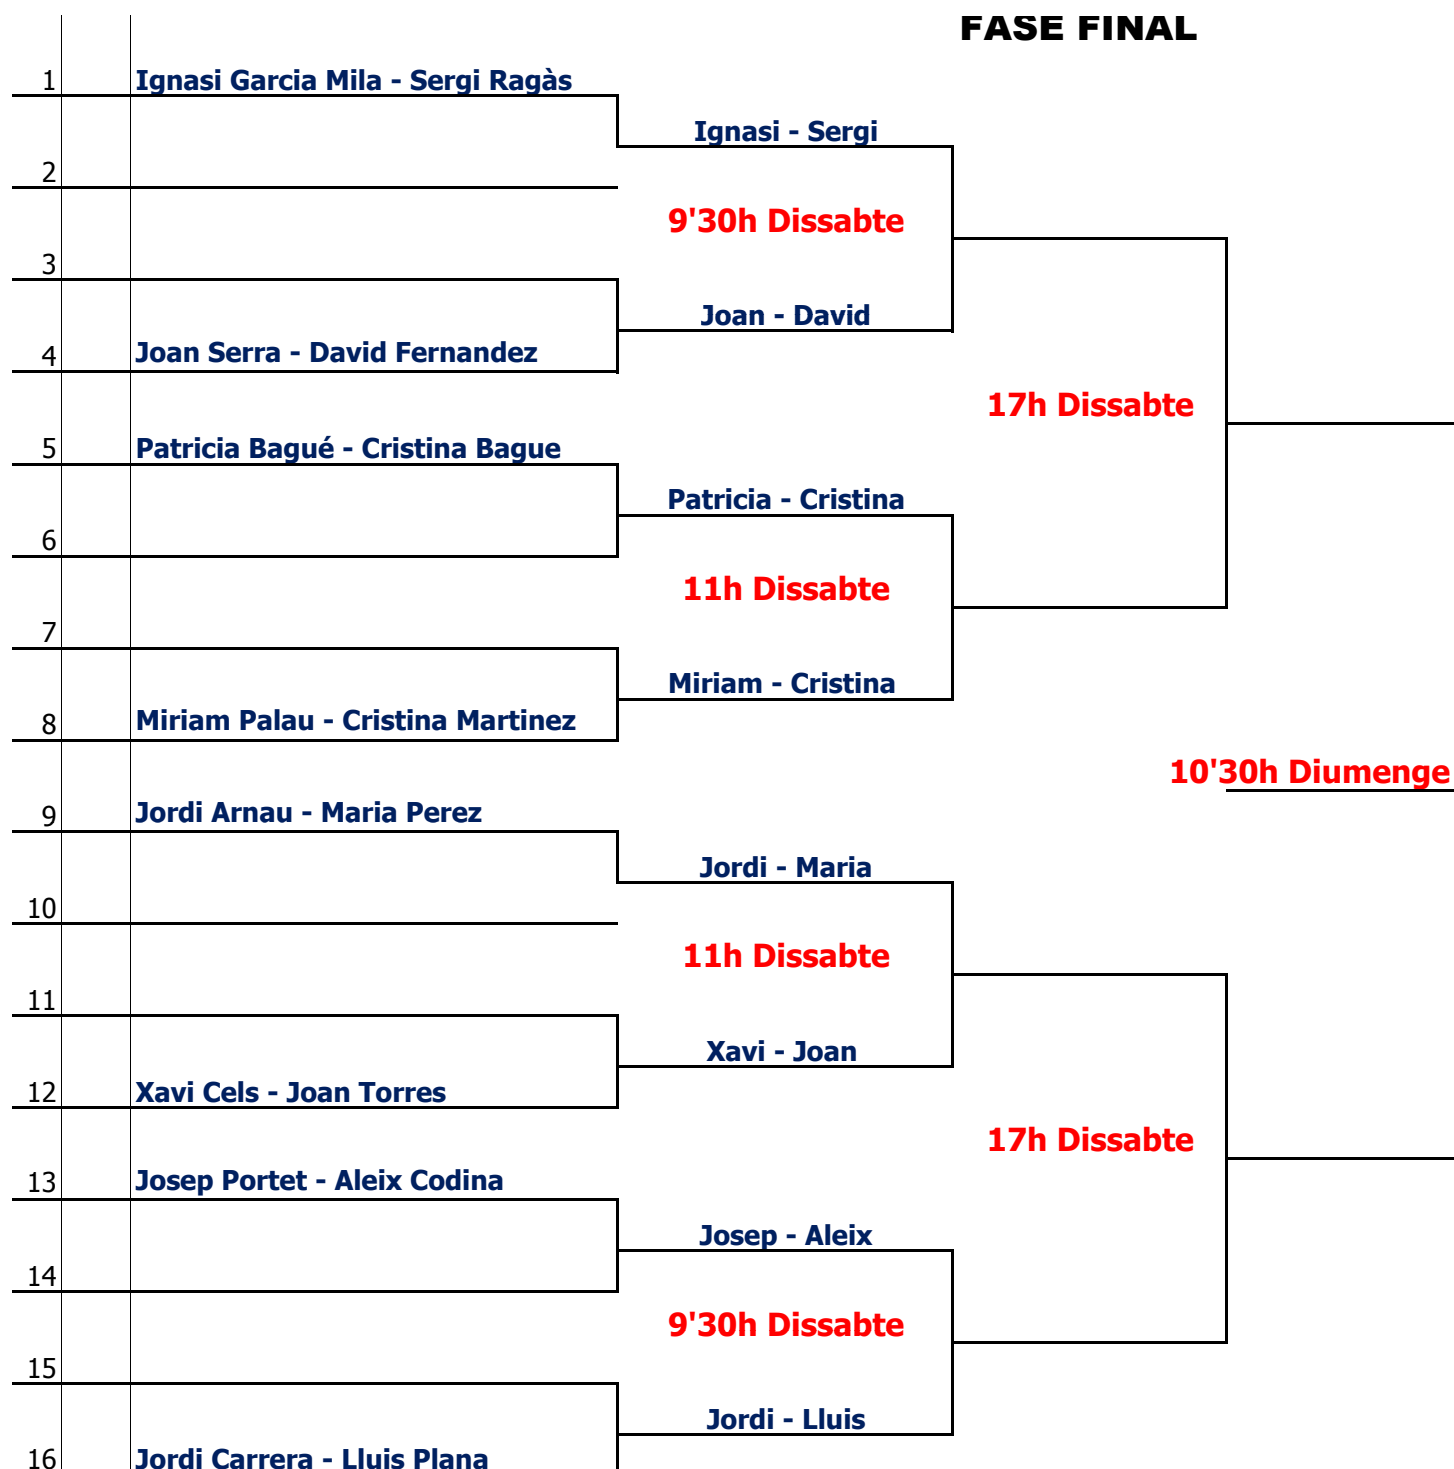 FASE FINAL
1 Ignasi Garcia Mila - Sergi Ragàs
Ignasi - Sergi
2
9'30h Dissabte
3
Joan - David
4 Joan Serra - David Fernandez
17h Dissabte
5 Patricia Bagué - Cristina Bague
Patricia - Cristina
6
11h Dissabte
7
Miriam - Cristina
8 Miriam Palau - Cristina Martinez
10'30h Diumenge
9 Jordi Arnau - Maria Perez
Jordi - Maria
10
11h Dissabte
11
Xavi - Joan
12 Xavi Cels - Joan Torres
17h Dissabte
13 Josep Portet - Aleix Codina
Josep - Aleix
14
9'30h Dissabte
15
Jordi - Lluis
16 Jordi Carrera - Lluis Plana